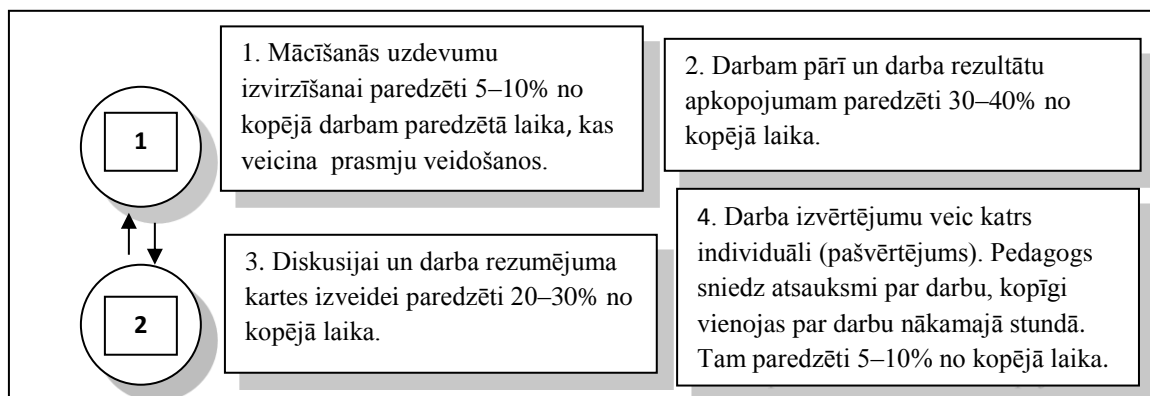 1
2
1. Mācīšanās uzdevumu
izvirzīšanai paredzēti 5–10% no
kopējā darbam paredzētā laika, kas
veicina prasmju veidošanos.
2. Darbam pārī un darba rezultātu
apkopojumam paredzēti 30–40% no
kopējā laika.
3. Diskusijai un darba rezumējuma
kartes izveidei paredzēti 20–30% no
kopējā laika.
4. Darba izvērtējumu veic katrs
individuāli (pašvērtējums). Pedagogs
sniedz atsauksmi par darbu, kopīgi
vienojas par darbu nākamajā stundā.
Tam paredzēti 5–10% no kopējā laika.